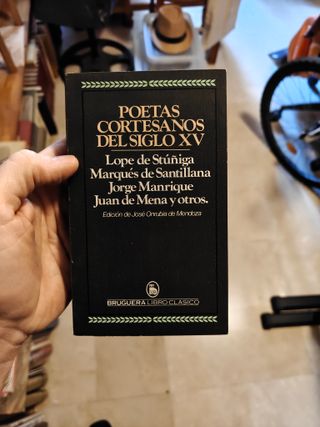 POETAS
CORTESANOS
DEL SIGLO XV
Lope de Stúñiga
Marqués de Santillana
Jorge Manrique
Juan de Mena y otros.
Edición de José Onrubia de Mendoza
BRUGUERA LIBRO CLASICO